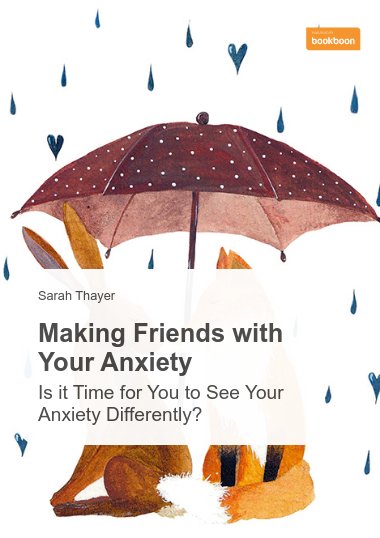 bookboon
Sarah Thayer
Making Friends with
Your Anxiety
Is it Time for You to See Your
Anxiety Differently?